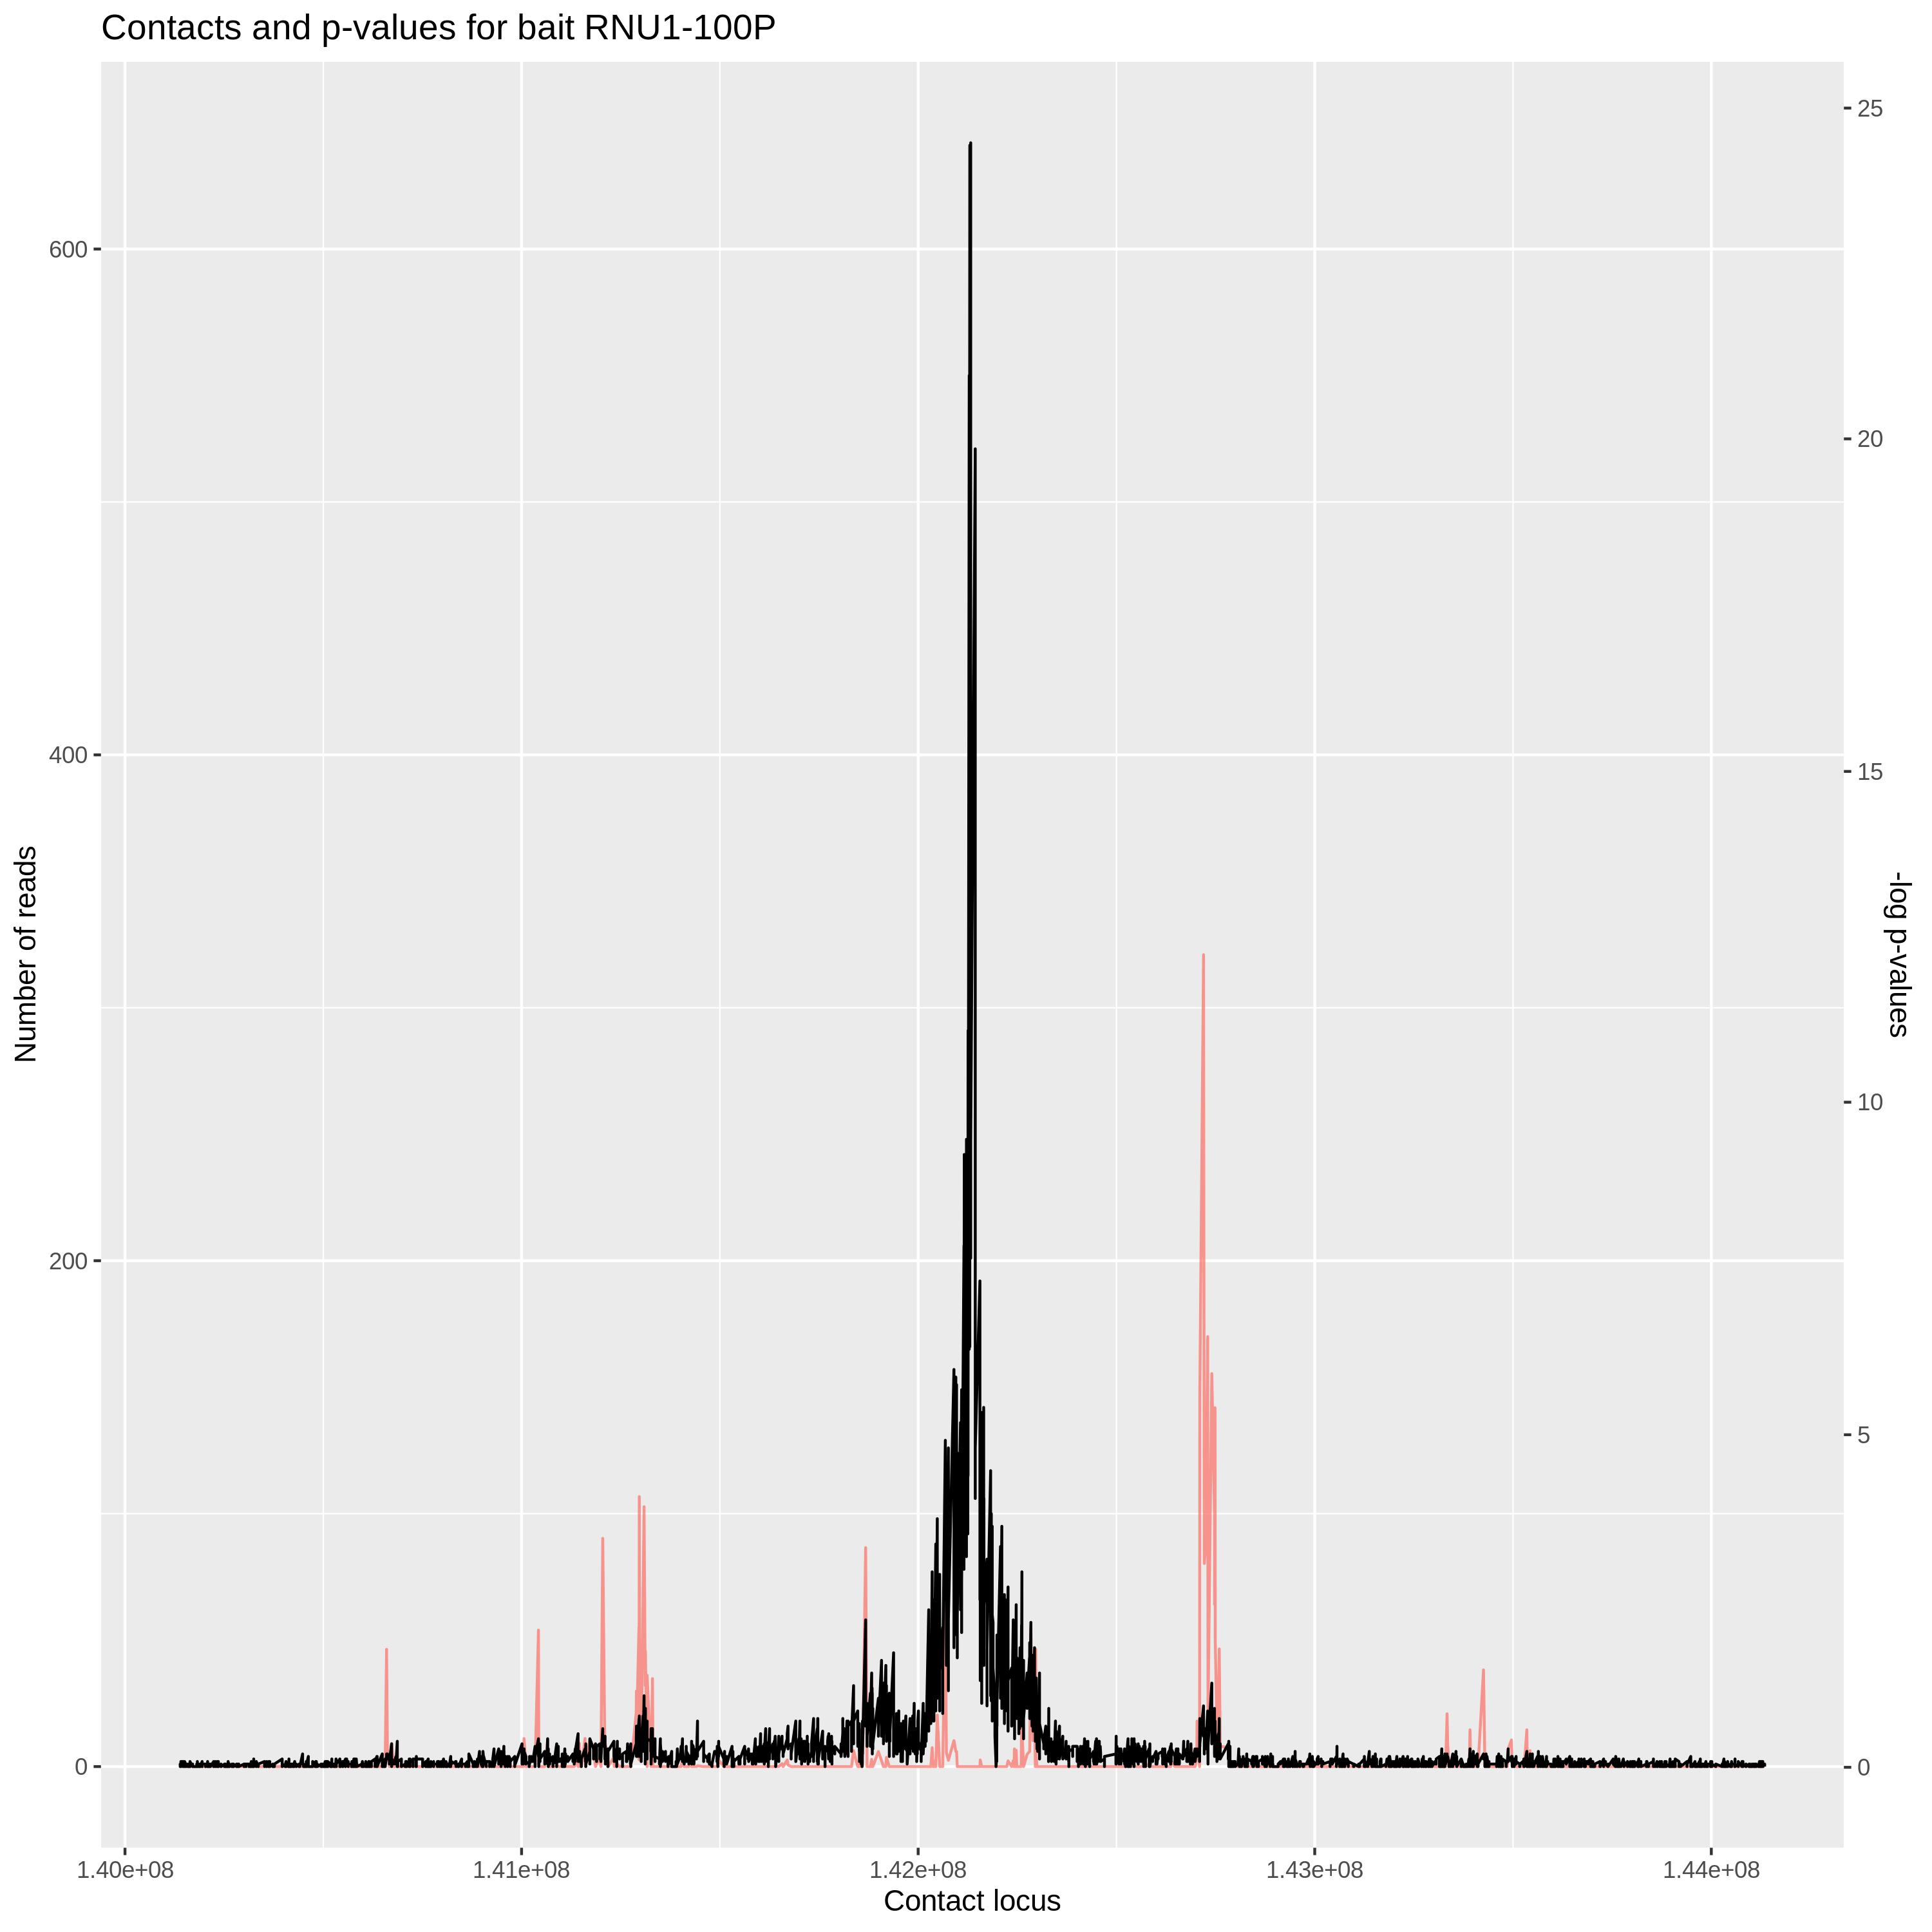 Contacts and p-values for bait RNU1-100P
Number of reads
600
400
200
0
25
20
15
10
5
0
-log p-values
1.40e+08
1.41e+08
1.42e+08
1.43e+08
1.44e+08
Contact locus